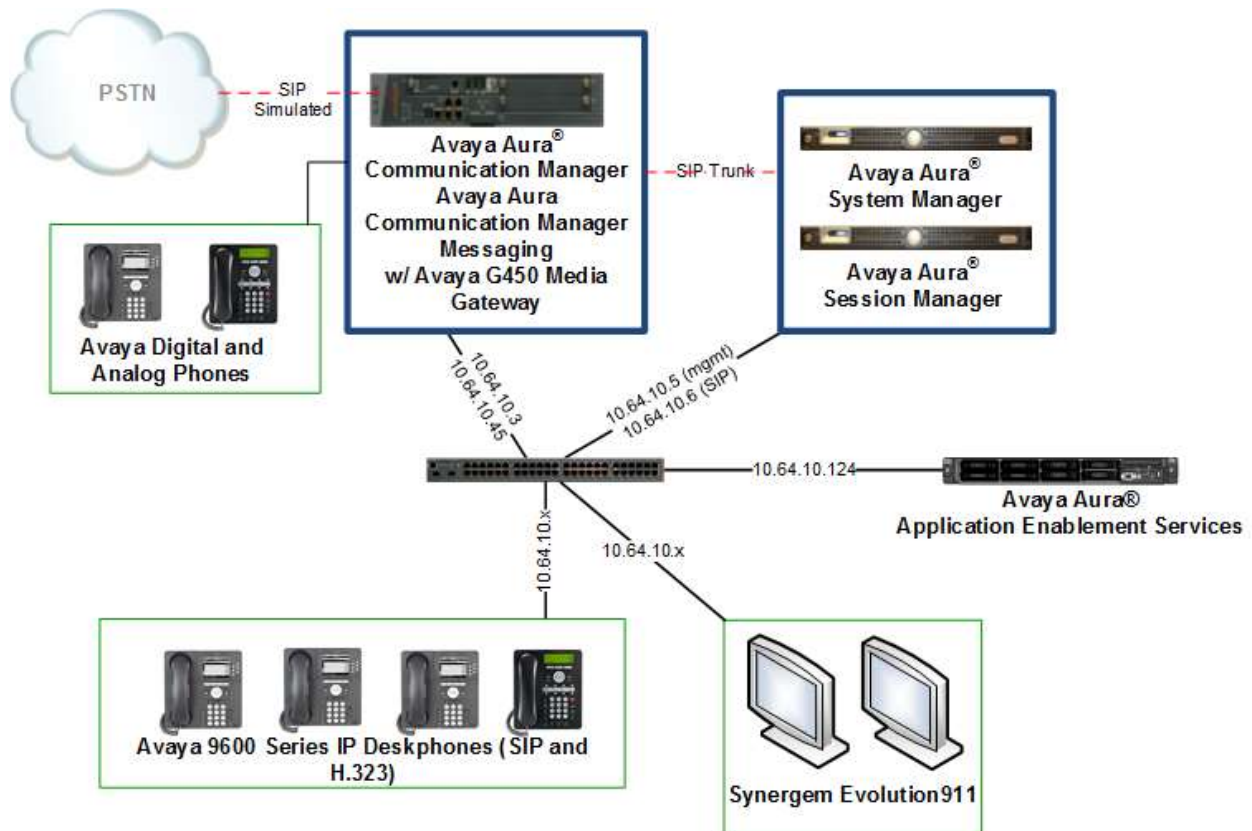 PSTN
SIP
Simulated
Avaya Aura®
Communication Manager
Avaya Aura
Communication Manager
Messaging
w/ Avaya G450 Media
Gateway
SIP Trunk
Avaya Aura®
System Manager
Avaya Aura®
Session Manager
Avaya Digital and
Analog Phones
10.64.10.3
10.64.10.45
10.64.10.5 (mgmt)
10.64.10.6 (SIP)
10.64.10.124
Avaya Aura®
Application Enablement Services
10.64.10.x
10.64.10.x
Avaya 9600 Series IP Deskphones (SIP and
H.323)
Synergem Evolution911